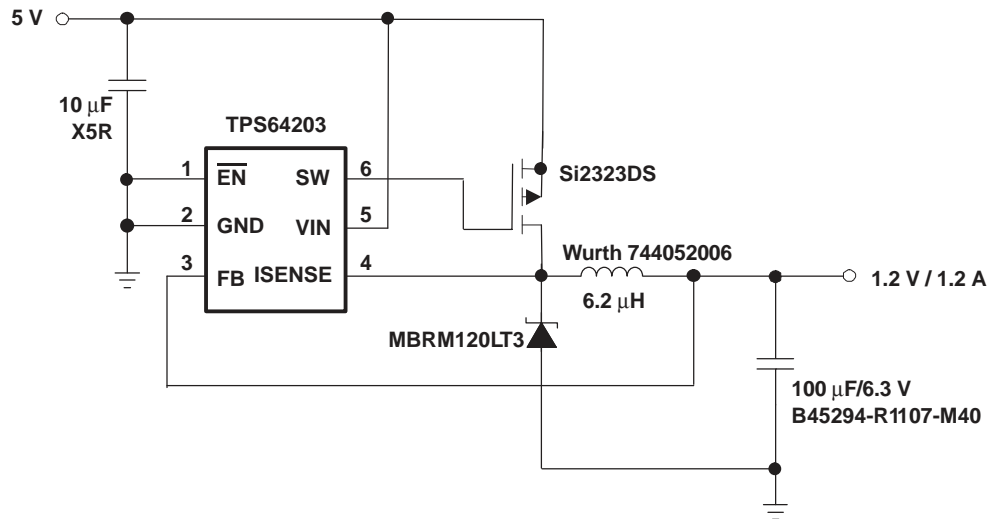 5 V
10 μF
X5R
TPS64203
1
EN
SW
6
2
GND
VIN
5
3
FB
ISENSE
4
Si2323DS
Wurth 744052006
6.2 μH
1.2 V / 1.2 A
MBRM120LT3
100 μF/6.3 V
B45294-R1107-M40